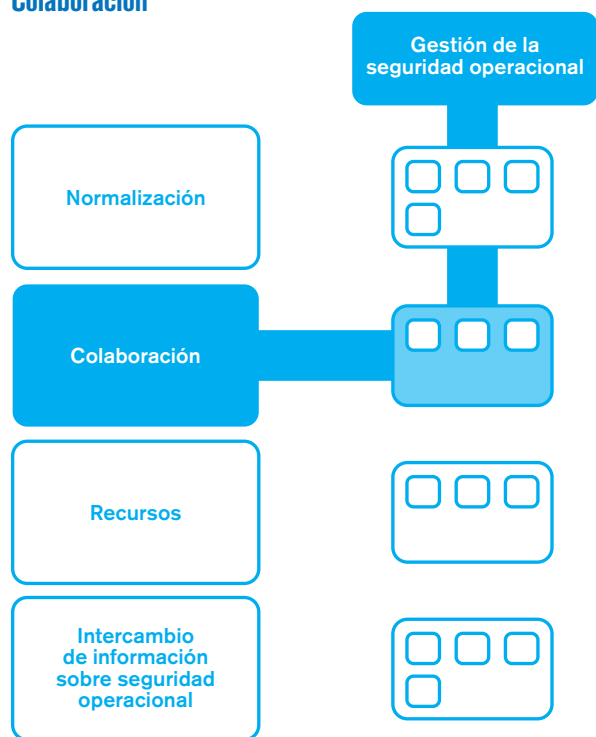 Colaboración
Gestión de la
seguridad operacional
Normalización
Colaboración
Recursos
Intercambio
de información
sobre seguridad
operacional